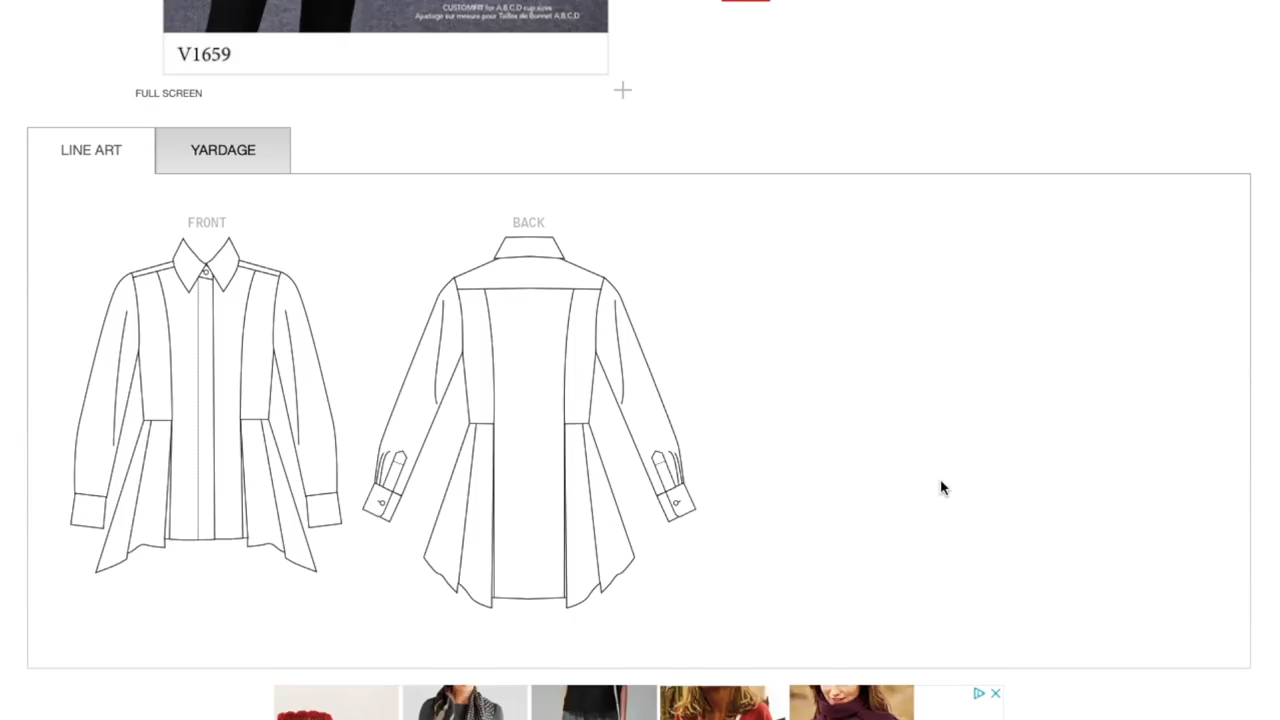 CUSTOMFIT for A,B,C,D cup sizes
Ajustage sur mesure pour Tailles de Bonnet A,B,C,D
V1659
FULL SCREEN
LINE ART
YARDAGE
FRONT
BACK